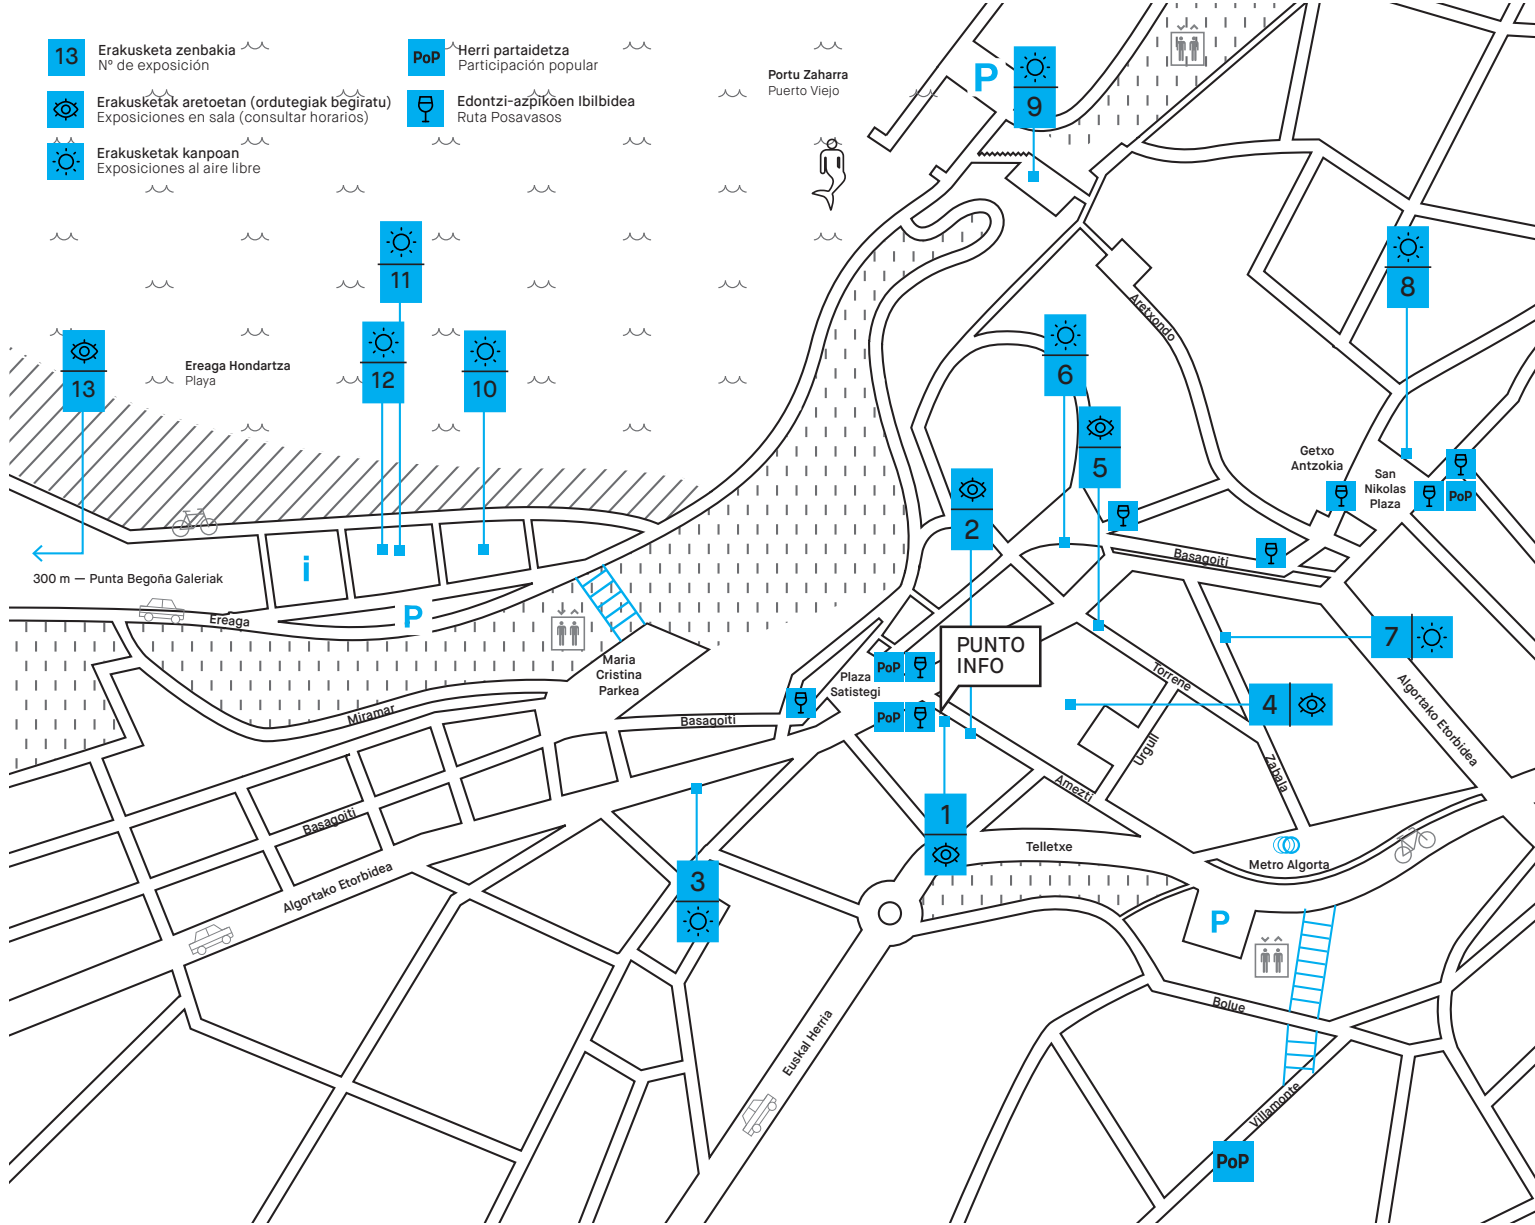 13
Erakusketa zenbakia
Nº de exposición
Erakusketak aretoetan (ordutegiak begiratu)
Exposiciones en sala (consultar horarios)
Erakusketak kanpoan
Exposiciones al aire libre
PoP
Herri partaidetza
Participación popular
Edontzi-azpikoen Ibilbidea
Ruta Posavasos
Portu Zaharra
Puerto Viejo
P
9
11
8
12
10
13
Ereaga Hondartza
Playa
6
Aretxondo
5
2
Getxo
Antzokia
San
Nikolas
Plaza
PoP
Basagoiti
i
300 m — Punta Begoña Galeriak
P
Ereaga
PUNTO
INFO
7
Maria
Cristina
Parkea
PoP
Plaza
Satistegi
Torrene
4
Algortako Etorbidea
Miramar
Basagoiti
PoP
Urgull
Zabala
Amezti
1
Basagoiti
Telletxe
Metro Algorta
3
Algortako Etorbidea
P
Bolue
Euskal Herria
Villamonte
PoP